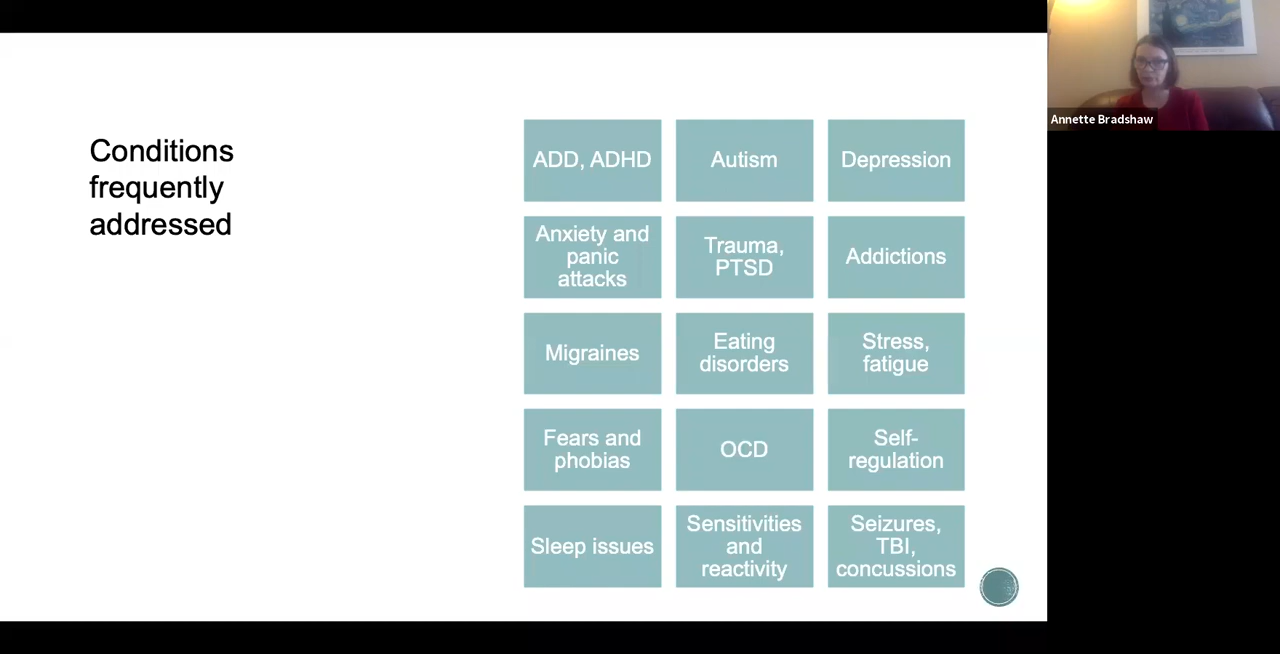 Conditions
frequently
addressed
ADD, ADHD
Autism
Depression
Anxiety and
panic
attacks
Trauma,
PTSD
Addictions
Migraines
Eating
disorders
Stress,
fatigue
Fears and
phobias
OCD
Self-
regulation
Sleep issues
Sensitivities
and
reactivity
Seizures,
TBI,
concussions
Annette Bradshaw